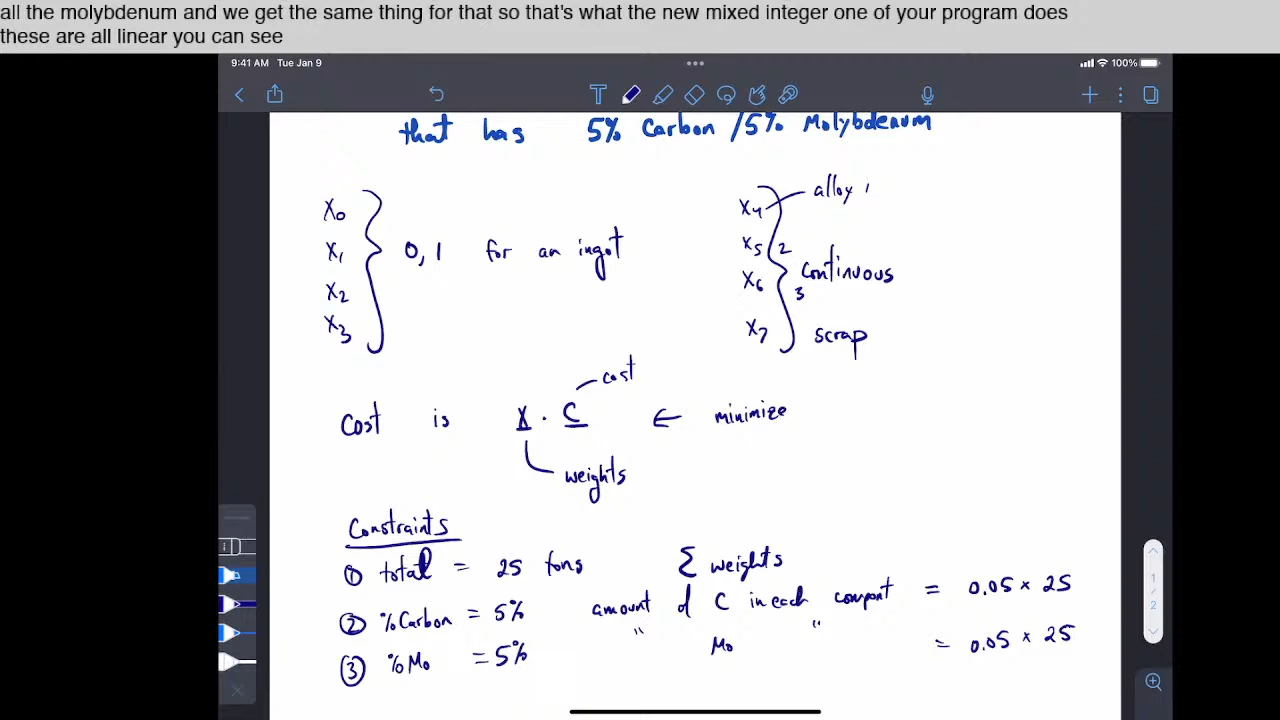 all the molybdenum and we get the same thing for that so that's what the new mixed integer one of your program does
these are all linear you can see
9:41 AM Tue Jan 9
100%
that has 5% Carbon /5% Molybdenum
X0
X1
X2
X3
0, 1 for an ingot
X4
X5
X6
X7
alloy 1
2
3
continuous
scrap
cost
Cost is X · C ← minimize
weights
Constraints
① total = 25 tons Σ weights
② %Carbon = 5% amount of C in each compont = 0.05 × 25
③ %Mo = 5% " Mo " = 0.05 × 25
1
/
2